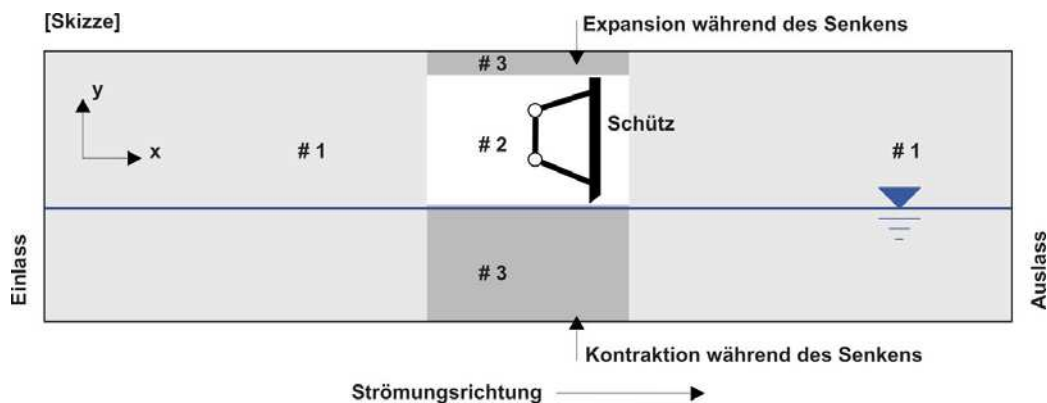 [Skizze]
Expansion während des Senkens
# 3
y
Schütz
x
# 1
# 2
# 1
Einlass
# 3
Auslass
Kontraktion während des Senkens
Strömungsrichtung